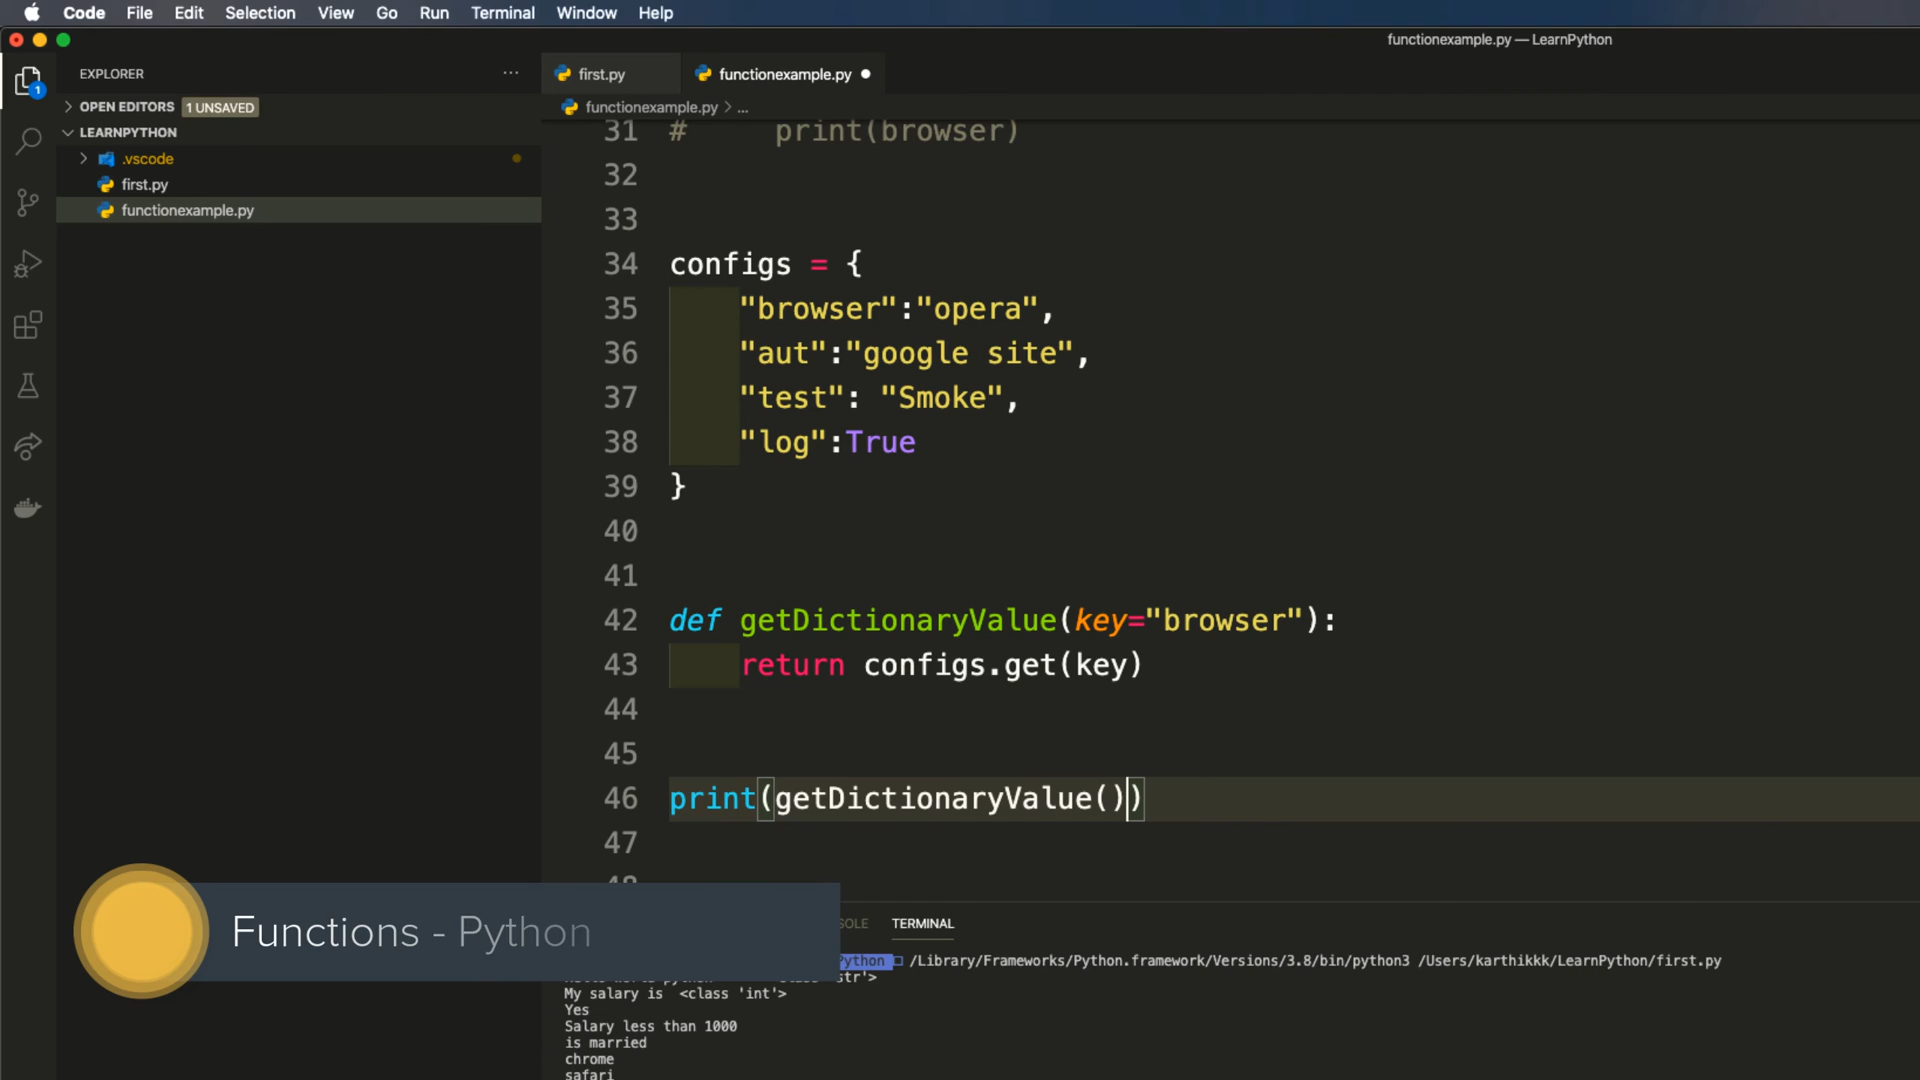 Code File Edit Selection View Go Run Terminal Window Help
functionexample.py — LearnPython
EXPLORER ...
first.py functionexample.py
OPEN EDITORS 1 UNSAVED
functionexample.py > ...
LEARNPYTHON
.vscode
first.py
functionexample.py
1
31 # print(browser)
32
33
34 configs = {
35 "browser":"opera",
36 "aut":"google site",
37 "test": "Smoke",
38 "log":True
39 }
40
41
42 def getDictionaryValue(key="browser"):
43 return configs.get(key)
44
45
46 print(getDictionaryValue())
47
Functions - Python
TERMINAL
Python /Library/Frameworks/Python.framework/Versions/3.8/bin/python3 /Users/karthikkk/LearnPython/first.py
My salary is <class 'int'>
Yes
Salary less than 1000
is married
chrome
safari